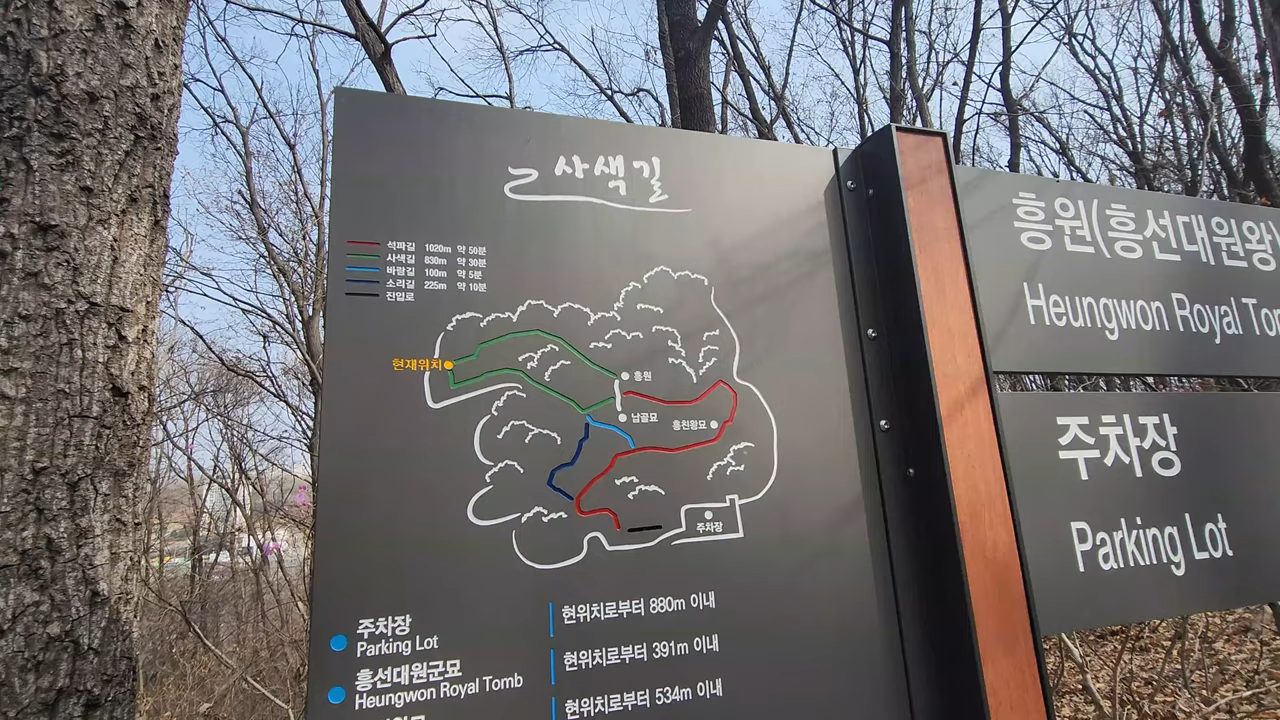 사색길
석파길 1020m 약 50분
사색길 830m 약 30분
바람길 100m 약 5분
소리길 225m 약 10분
진입로
현재위치
흥원
납골묘
흥친왕묘
주차장
주차장
Parking Lot
현위치로부터 880m 이내
흥선대원군묘
Heungwon Royal Tomb
현위치로부터 391m 이내
현위치로부터 534m 이내
흥원(흥선대원왕)
Heungwon Royal Tom
주차장
Parking Lot